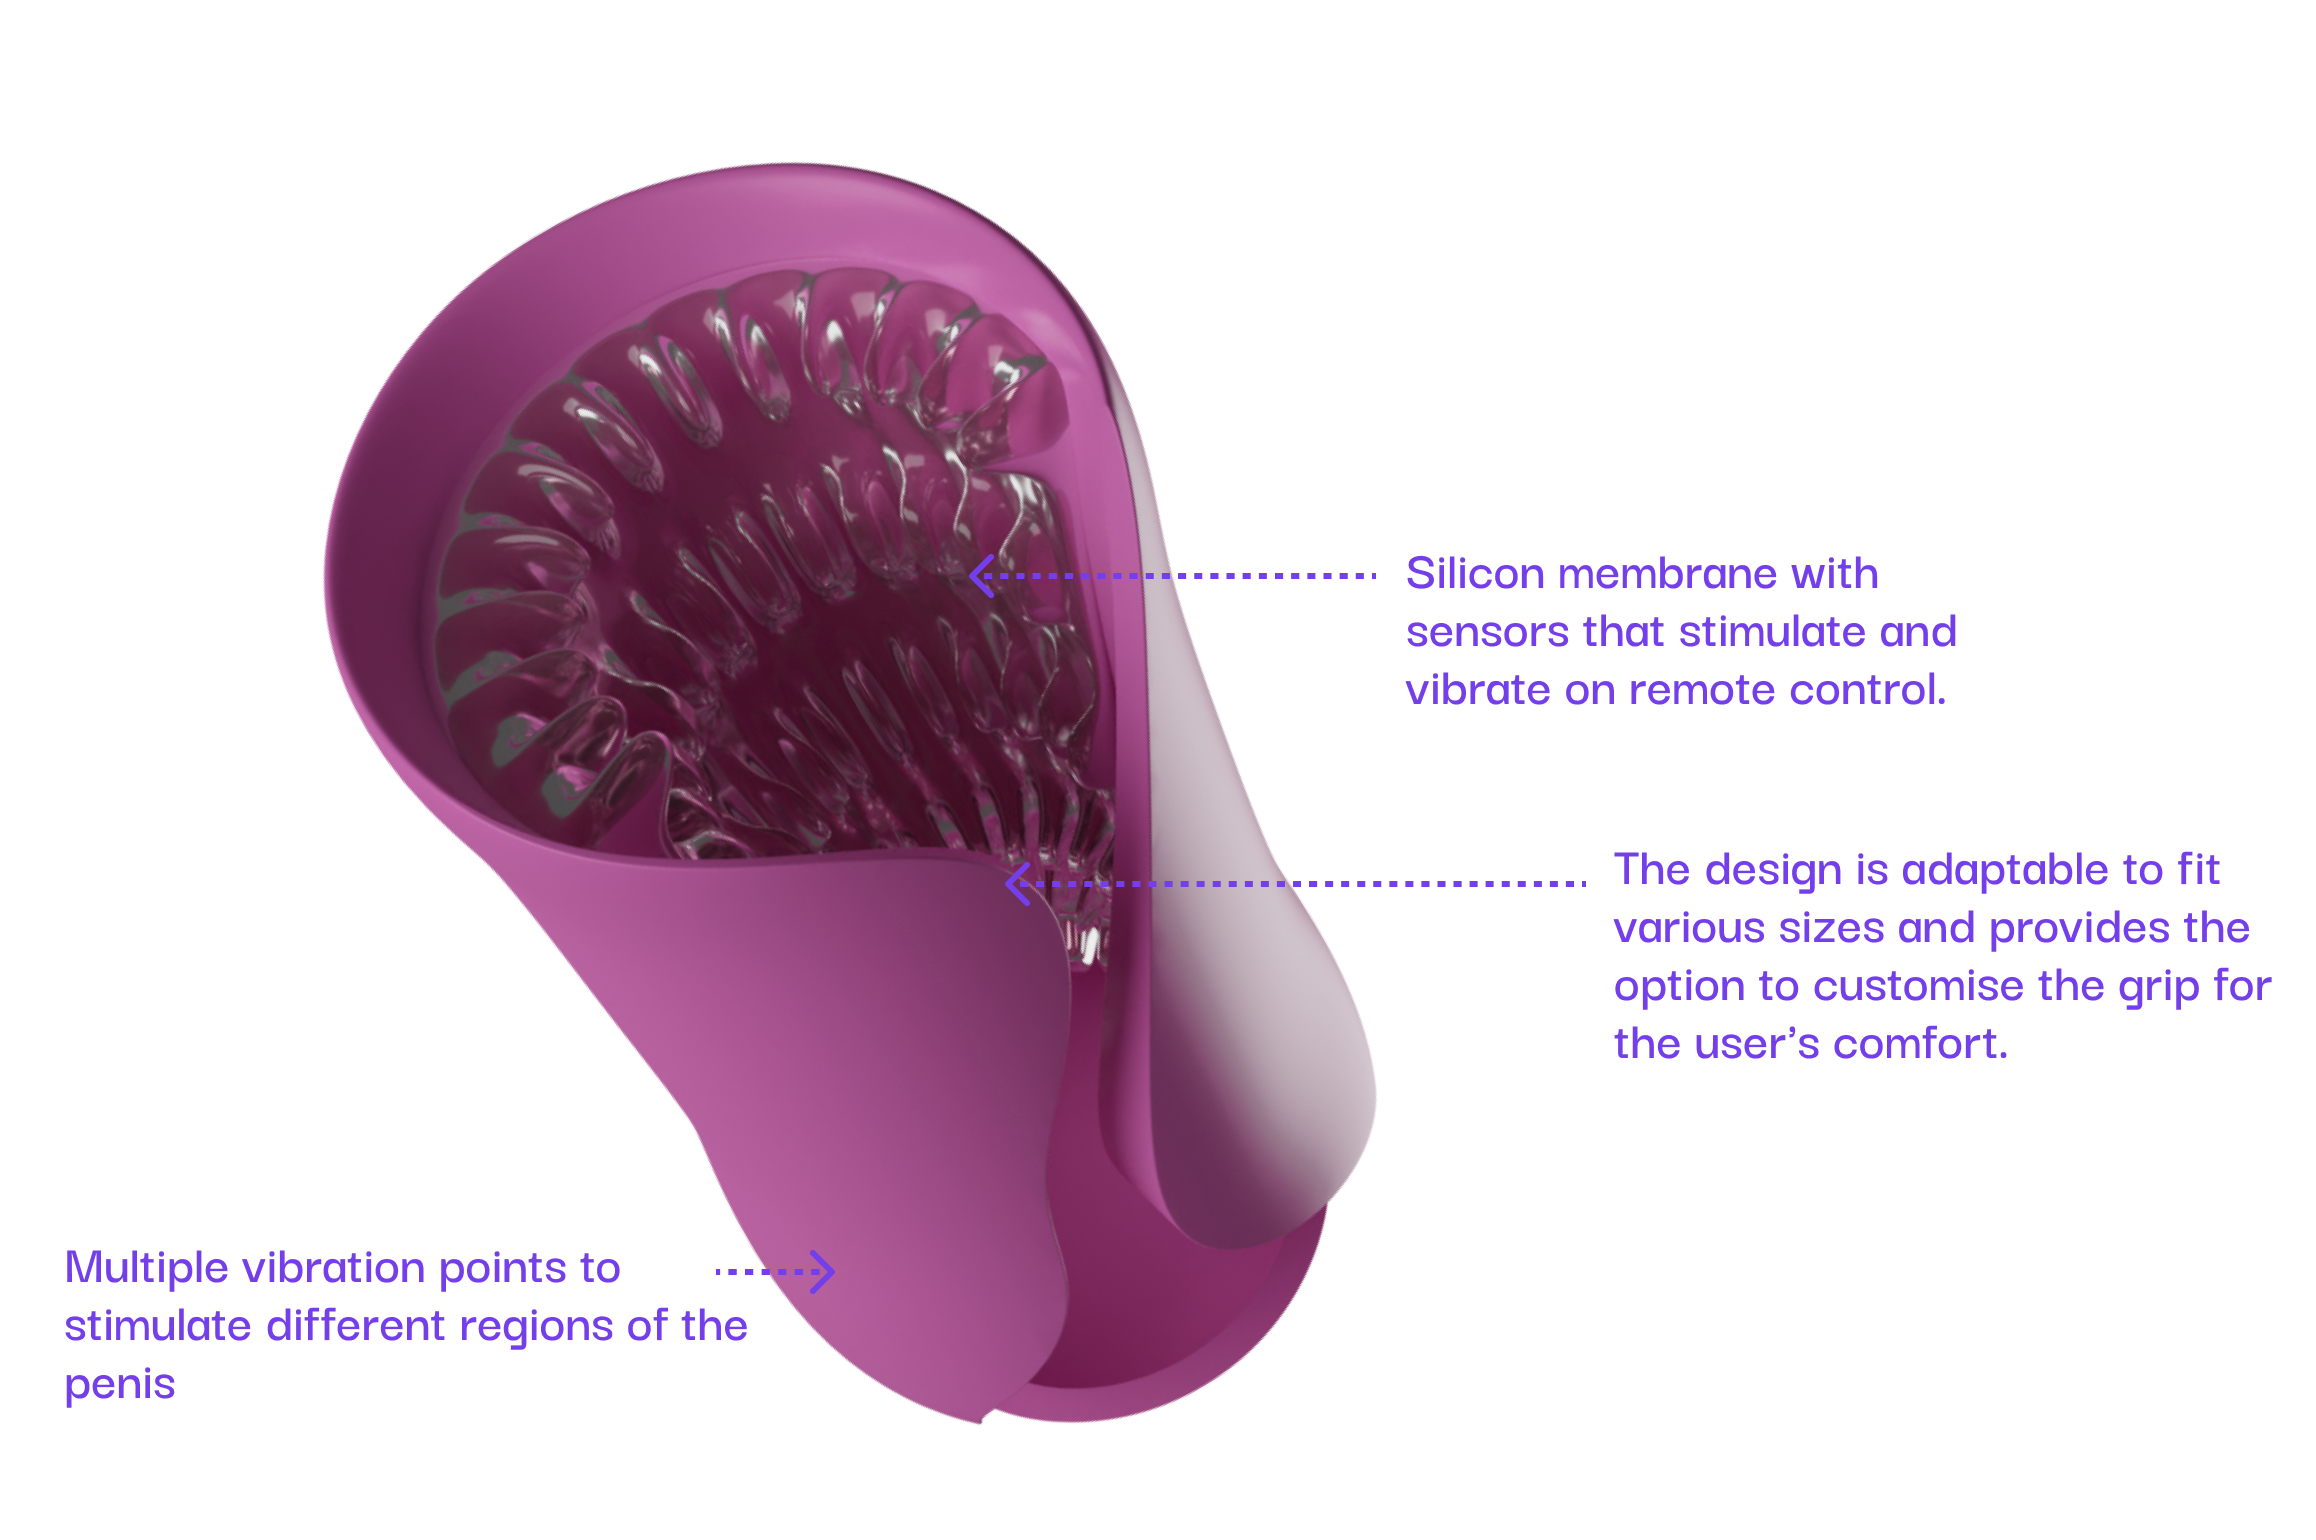 Silicon membrane with
sensors that stimulate and
vibrate on remote control.
The design is adaptable to fit
various sizes and provides the
option to customise the grip for
the user’s comfort.
Multiple vibration points to
stimulate different regions of the
penis